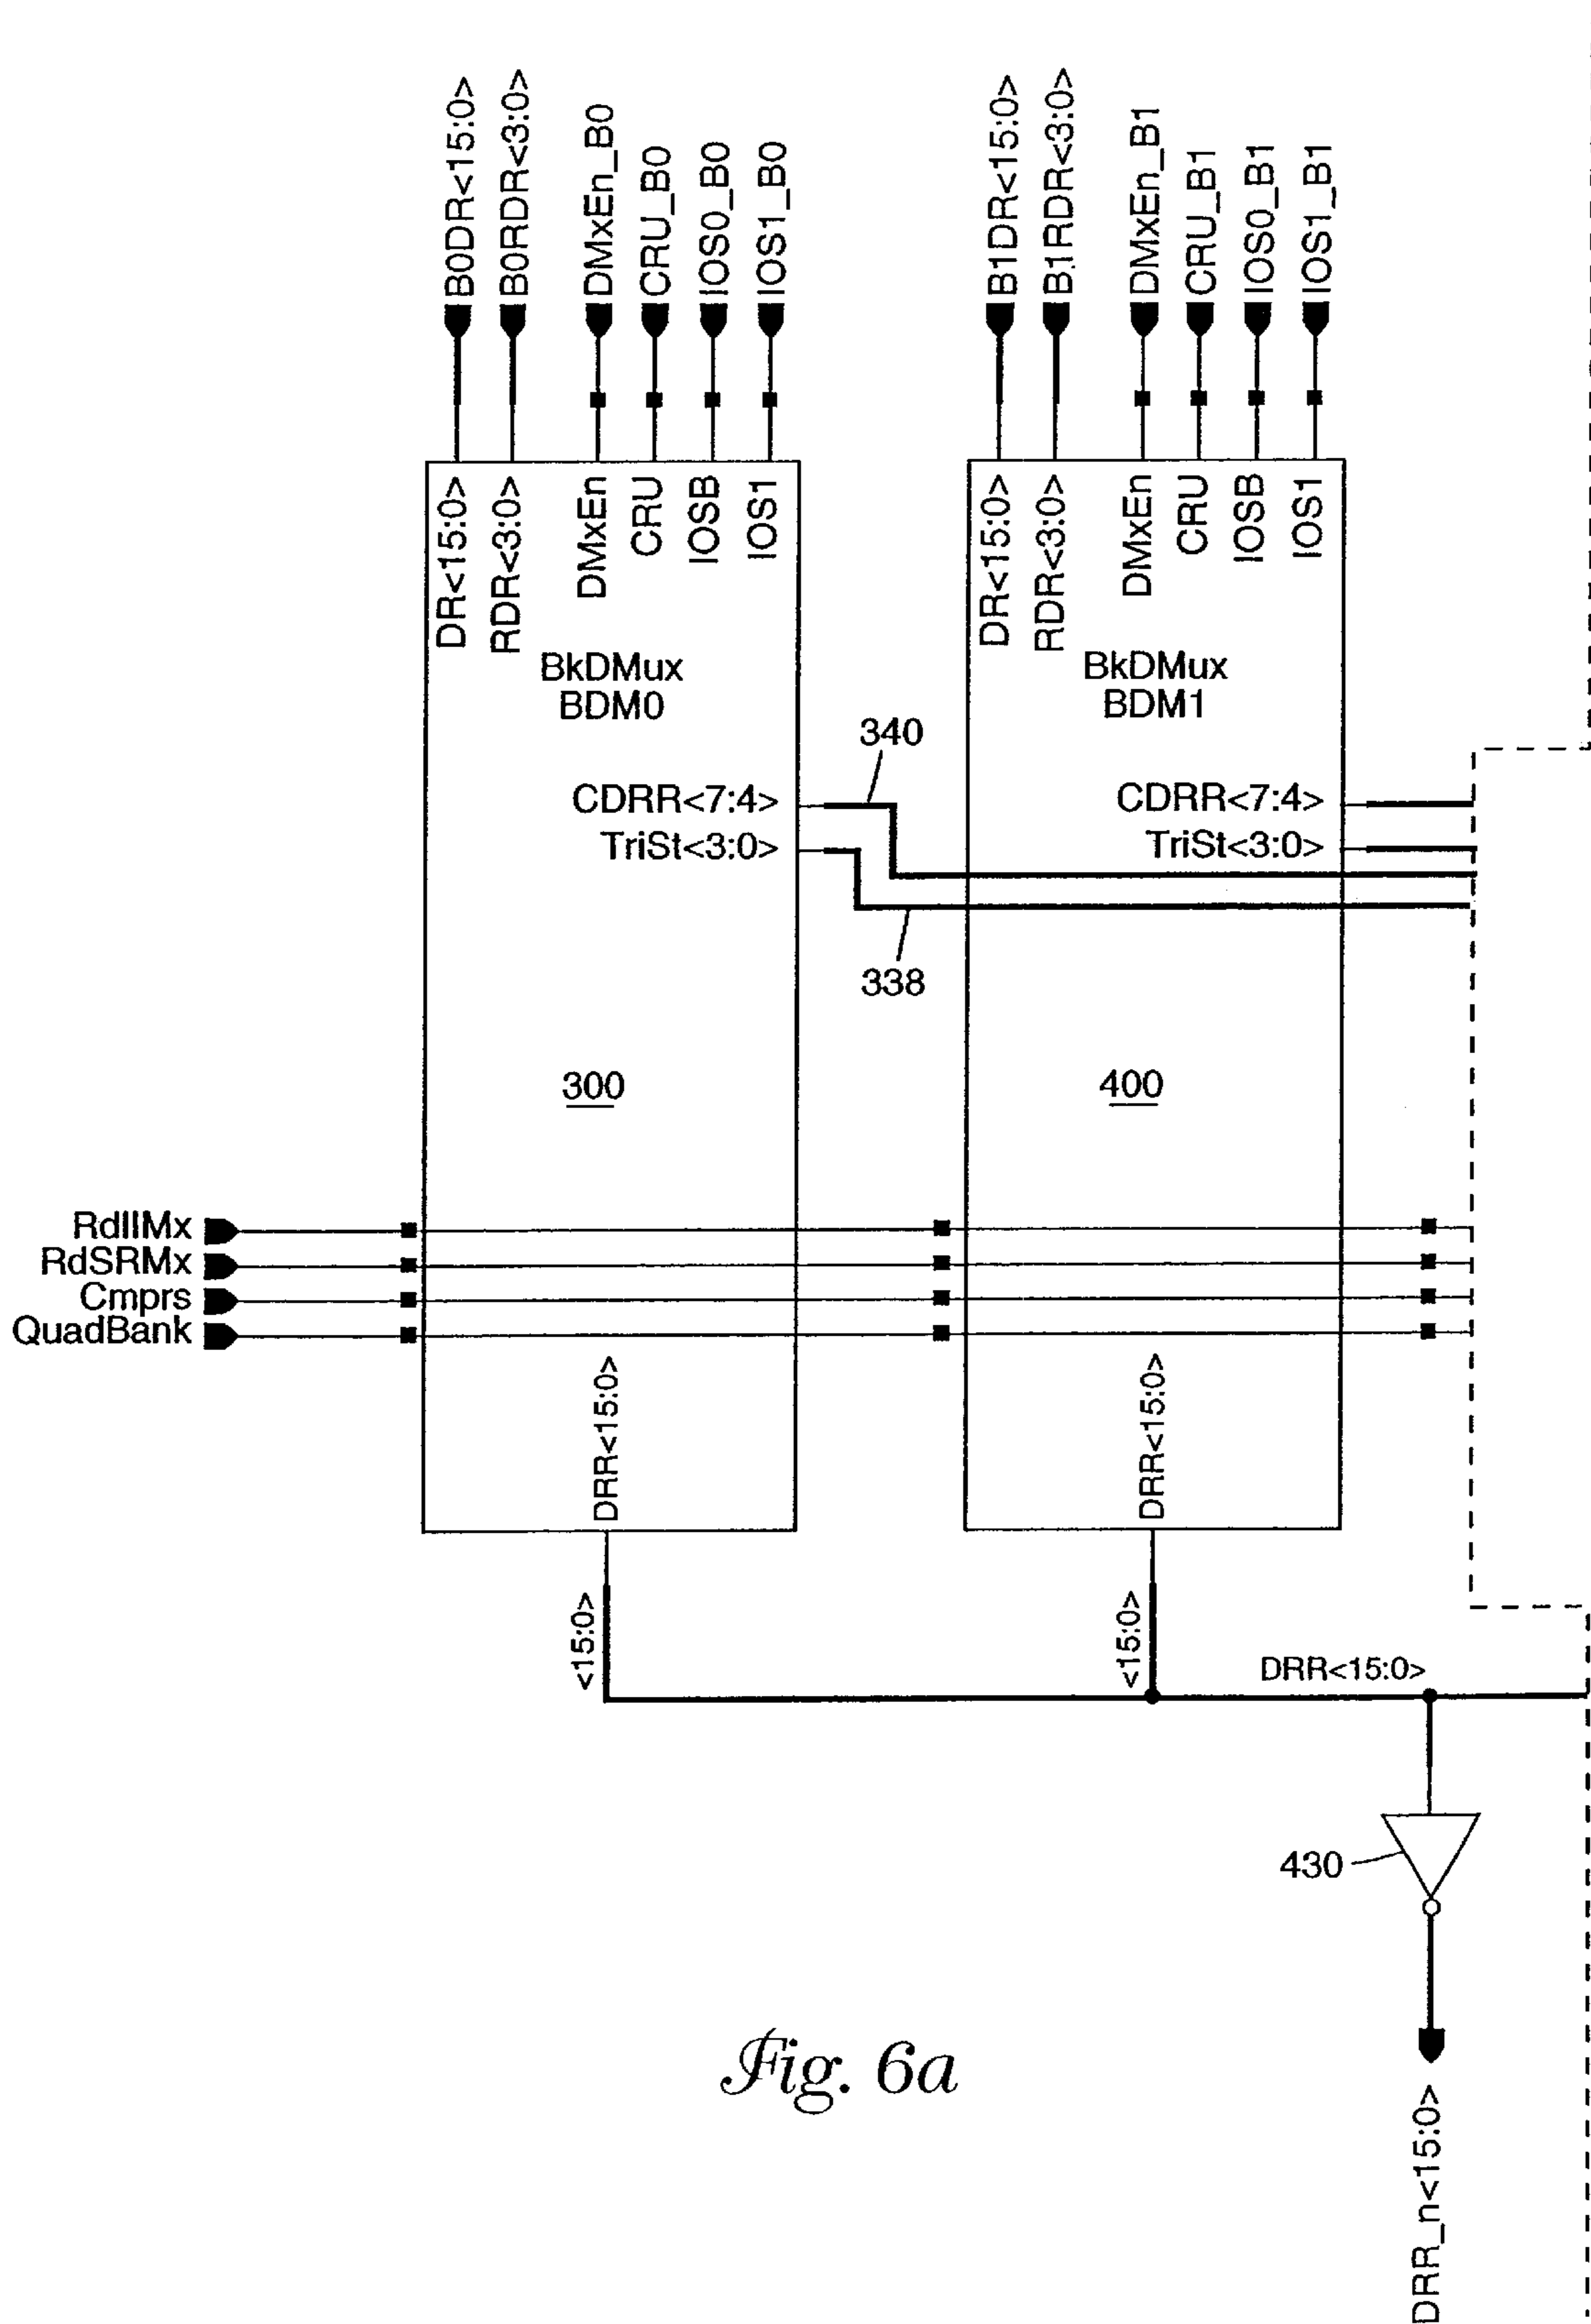 B0DR<15:0>
B0RDR<3:0>
DMxEn_B0
CRU_B0
IOS0_B0
IOS1_B0
B1DR<15:0>
B1RDR<3:0>
DMxEn_B1
CRU_B1
IOS0_B1
IOS1_B1
DR<15:0>
RDR<3:0>
DMxEn
CRU
IOSB
IOS1
DR<15:0>
RDR<3:0>
DMxEn
CRU
IOSB
IOS1
BkDMux
BDM0
BkDMux
BDM1
340
CDRR<7:4>
TriSt<3:0>
CDRR<7:4>
TriSt<3:0>
338
300
400
RdIIMx
RdSRMx
Cmprs
QuadBank
DRR<15:0>
DRR<15:0>
<15:0>
<15:0>
DRR<15:0>
430
Fig. 6a
DRR_n<15:0>